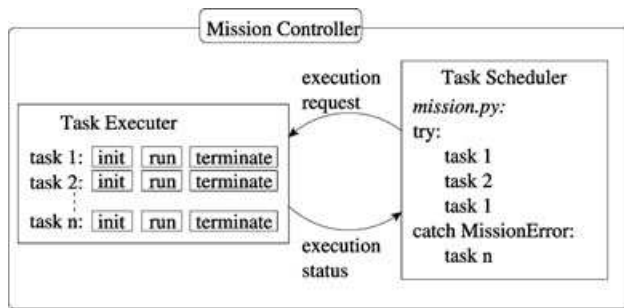 Mission Controller
execution
request
Task Executer
task 1: init run terminate
task 2: init run terminate
task n: init run terminate
execution
status
Task Scheduler
mission.py:
try:
task 1
task 2
task 1
catch MissionError:
task n